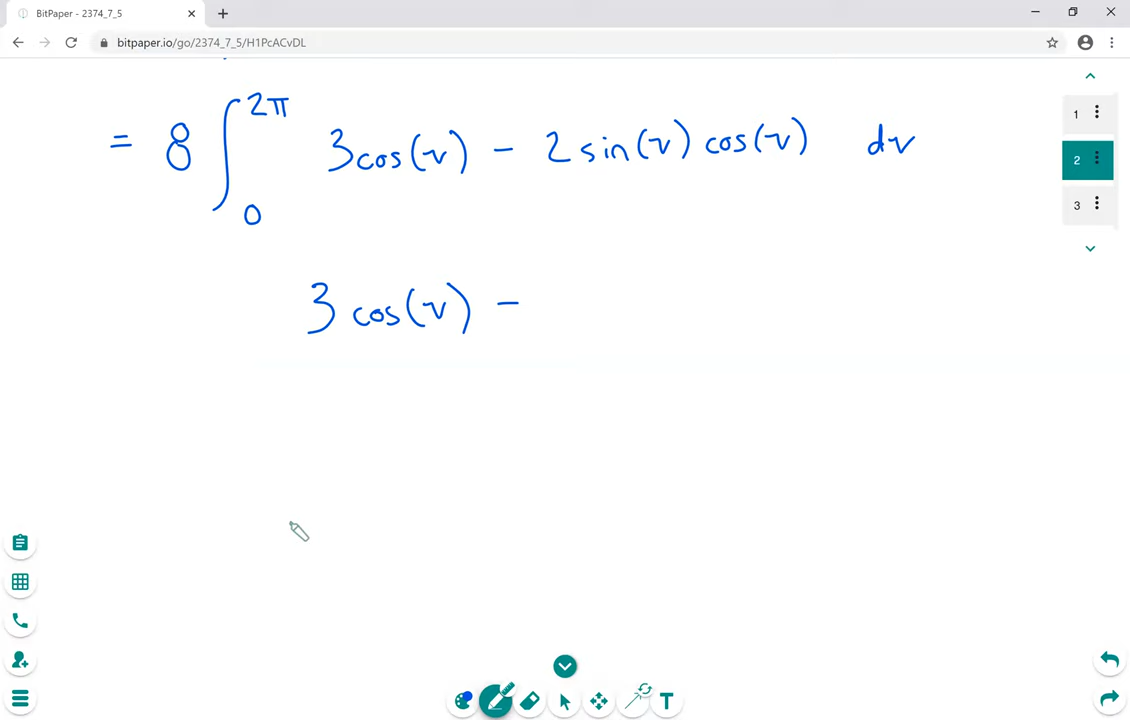 BitPaper - 2374_7_5
bitpaper.io/go/2374_7_5/H1PcACvDL
= 8 ∫₀^2π 3cos(v) - 2sin(v) cos(v) dv
3 cos(v) -
1
2
3
T